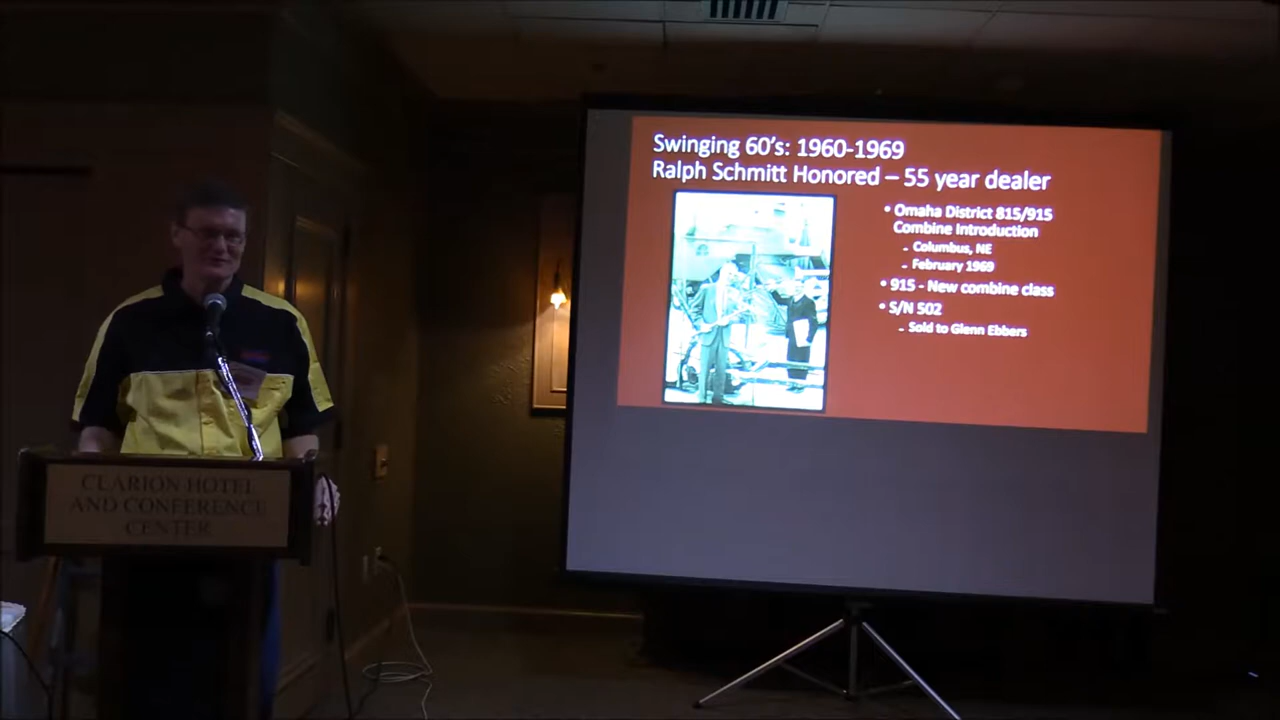 Swinging 60's: 1960-1969
Ralph Schmitt Honored – 55 year dealer
• Omaha District 815/915
Combine Introduction
- Columbus, NE
- February 1969
• 915 - New combine class
• S/N 502
- Sold to Glenn Ebbers
CLARION HOTEL
AND CONFERENCE
CENTER